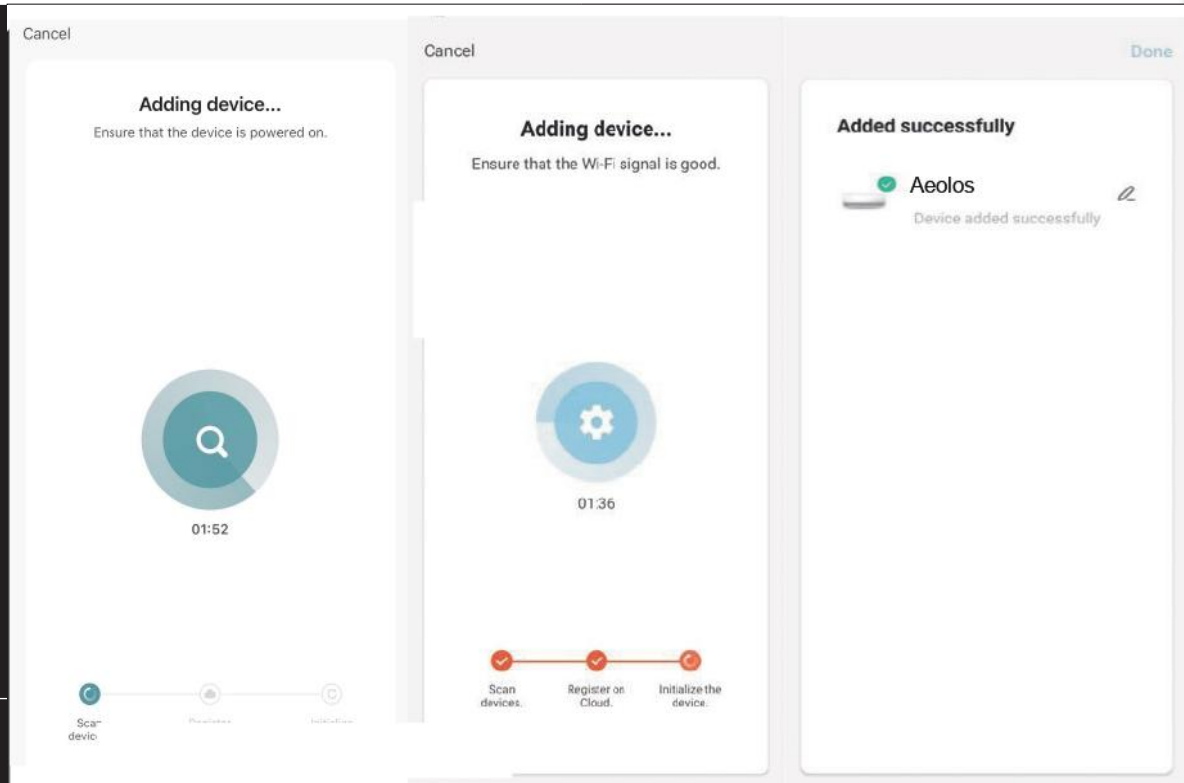 Cancel
Adding device...
Ensure that the device is powered on.
01:52
Scan
device
Cancel
Adding device...
Ensure that the Wi-Fi signal is good.
01:36
Scan
devices.
Register on
Cloud.
Initialize the
device.
Done
Added successfully
Aeolos
Device added successfully